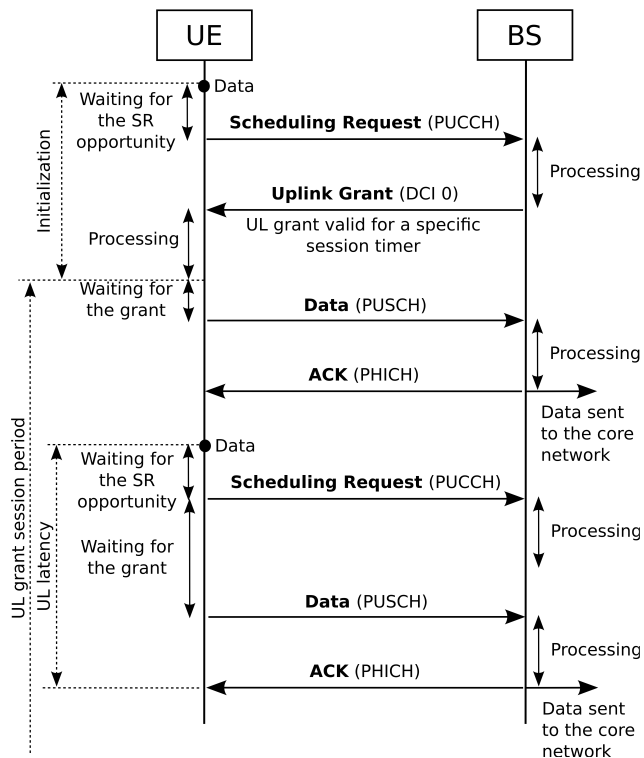 UE
BS
Data
Waiting for
the SR
opportunity
Scheduling Request (PUCCH)
Initialization
Processing
Uplink Grant (DCI 0)
UL grant valid for a specific
session timer
Processing
Waiting for
the grant
Data (PUSCH)
Processing
ACK (PHICH)
Data sent
to the core
network
UL grant session period
Data
Waiting for
the SR
opportunity
Scheduling Request (PUCCH)
UL latency
Processing
Waiting for
the grant
Data (PUSCH)
Processing
ACK (PHICH)
Data sent
to the core
network